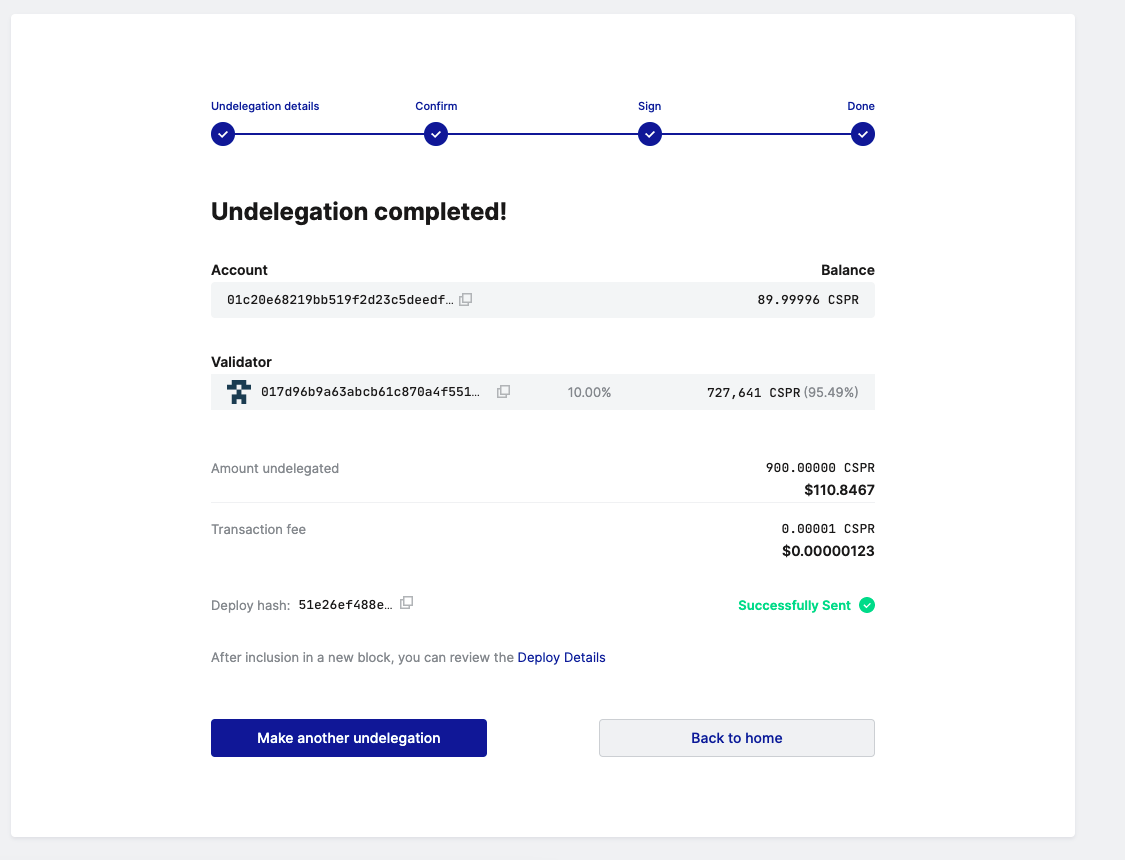 Undelegation details Confirm Sign Done
Undelegation completed!
Account Balance
01c20e68219bb519f2d23c5deedf… 89.99996 CSPR
Validator
017d96b9a63abcb61c870a4f551… 10.00% 727,641 CSPR (95.49%)
Amount undelegated 900.00000 CSPR
$110.8467
Transaction fee 0.00001 CSPR
$0.00000123
Deploy hash: 51e26ef488e… Successfully Sent
After inclusion in a new block, you can review the Deploy Details
Make another undelegation Back to home